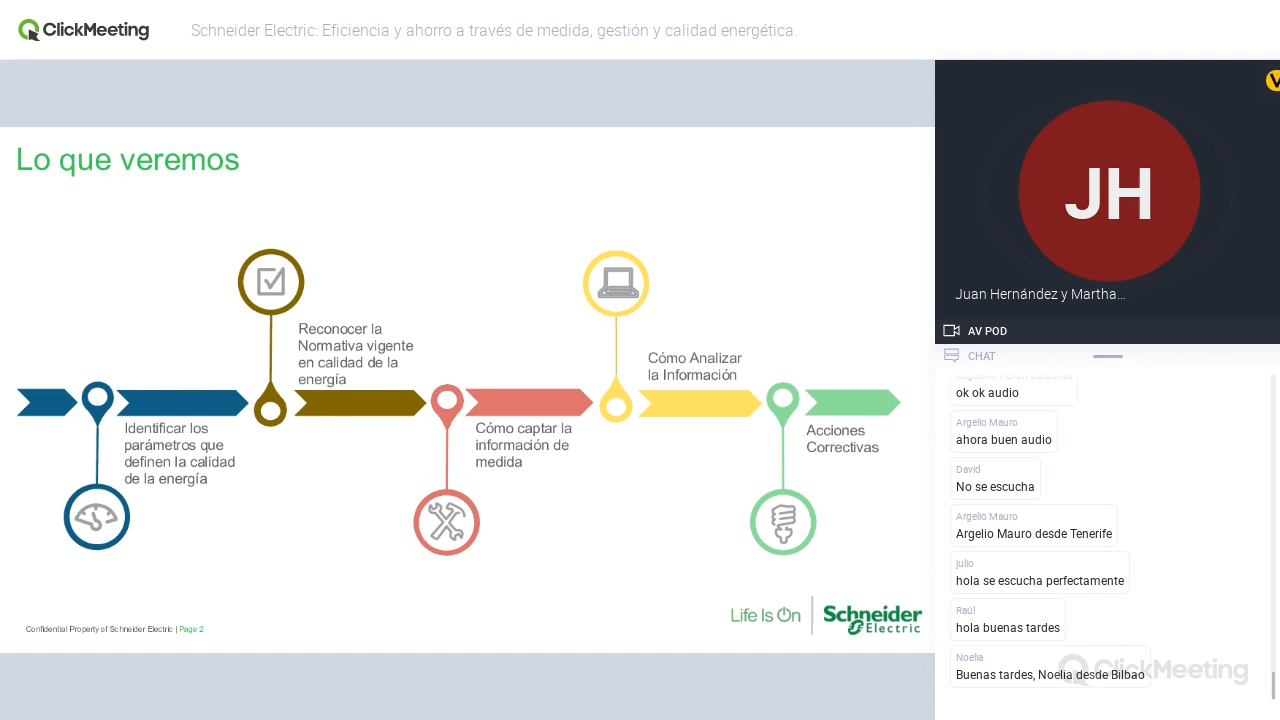 ClickMeeting
Schneider Electric: Eficiencia y ahorro a través de medida, gestión y calidad energética.
Lo que veremos
Reconocer la
Normativa vigente
en calidad de la
energía
Cómo Analizar
la Información
Identificar los
parámetros que
definen la calidad
de la energía
Cómo captar la
información de
medida
Acciones
Correctivas
Life Is On
Schneider
Electric
Confidential Property of Schneider Electric | Page 2
JH
Juan Hernández y Martha...
AV POD
CHAT
ok ok audio
Argelio Mauro
ahora buen audio
David
No se escucha
Argelio Mauro
Argelio Mauro desde Tenerife
julio
hola se escucha perfectamente
Raúl
hola buenas tardes
Noelia
Buenas tardes, Noelia desde Bilbao
ClickMeeting